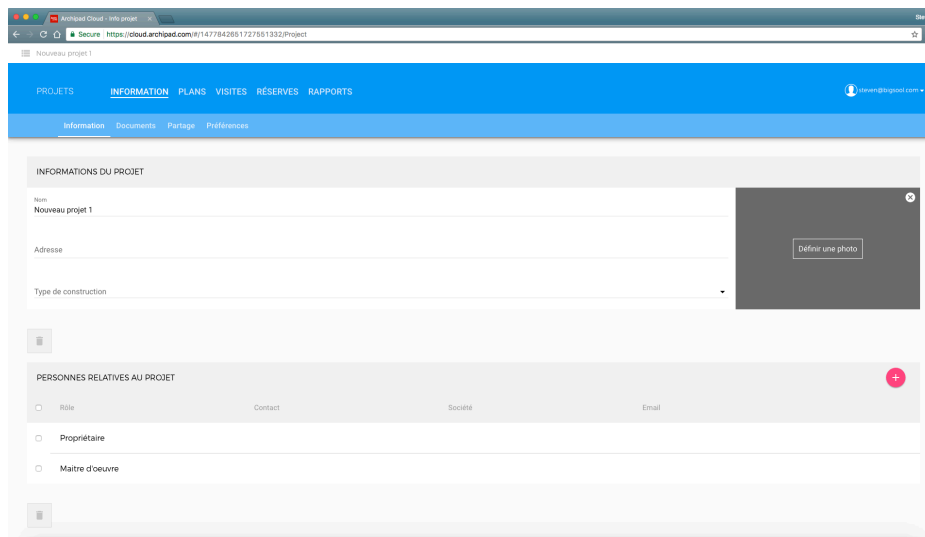 Archipad Cloud - Info projet
Ste
Secure https://cloud.archipad.com/#/1477842651727551332/Project
Nouveau projet 1
PROJETS INFORMATION PLANS VISITES RÉSERVES RAPPORTS steven@bigsool.com
Information Documents Partage Préférences
INFORMATIONS DU PROJET
Nom
Nouveau projet 1
Définir une photo
Adresse
Type de construction
PERSONNES RELATIVES AU PROJET
Rôle Contact Société Email
Propriétaire
Maitre d'oeuvre